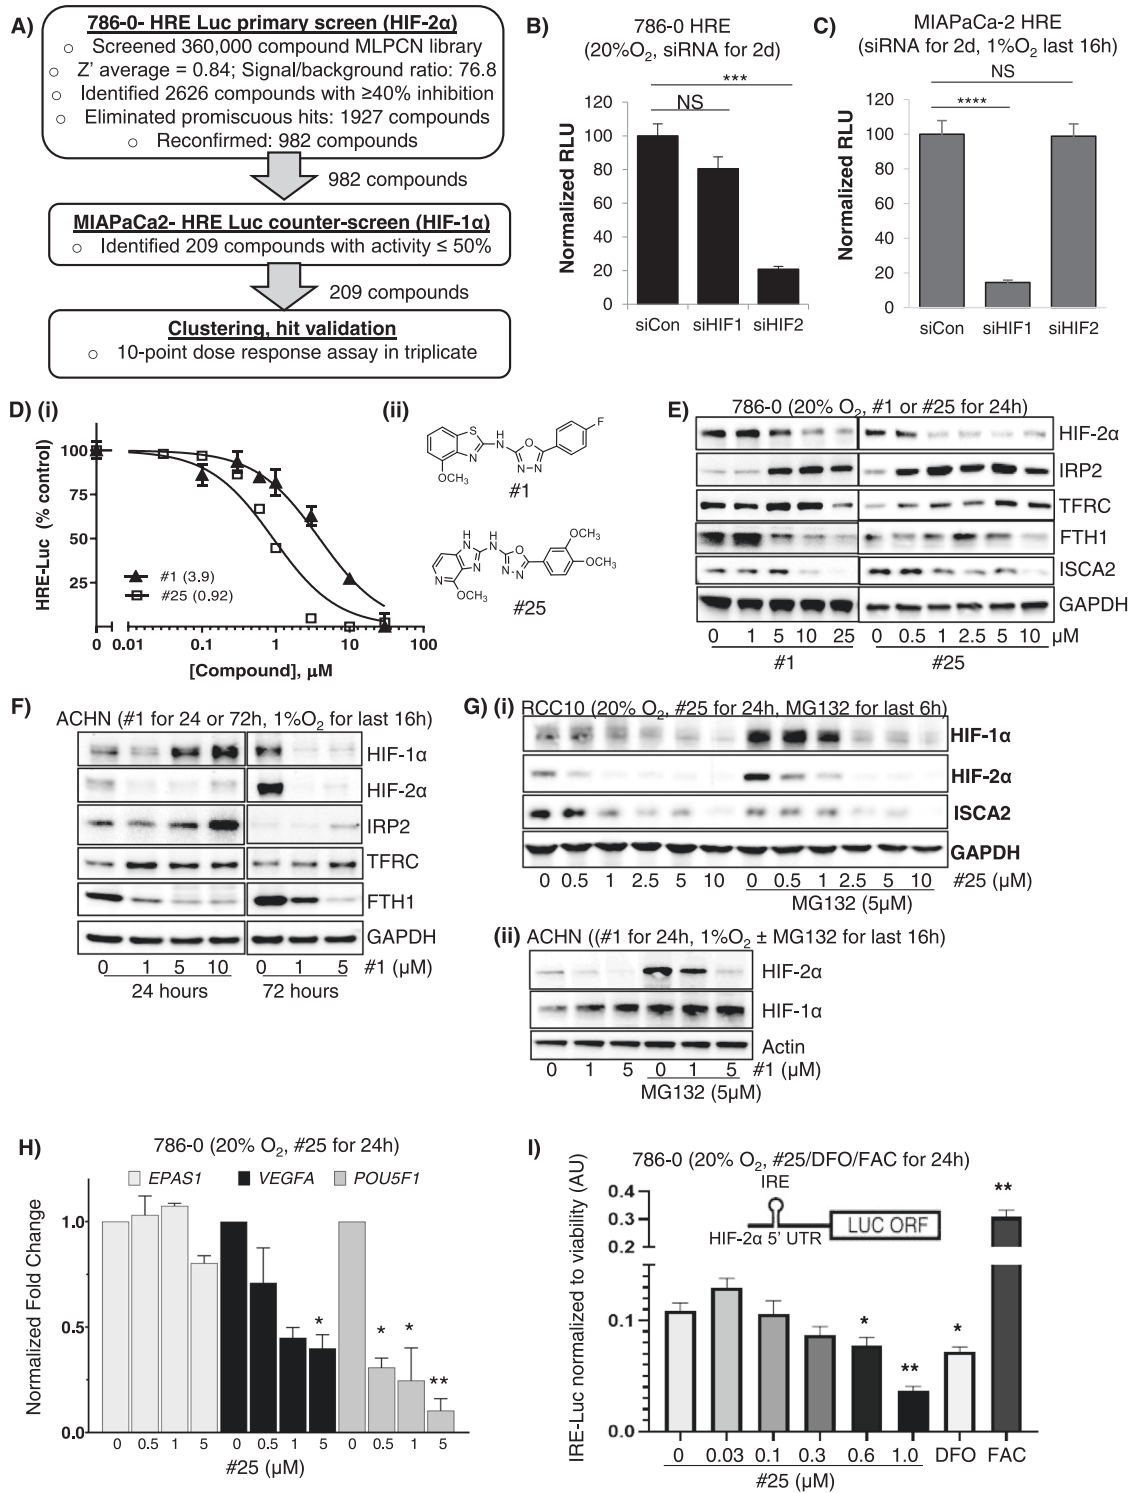 A)
786-0- HRE Luc primary screen (HIF-2α)
○ Screened 360,000 compound MLPCN library
○ Z' average = 0.84; Signal/background ratio: 76.8
○ Identified 2626 compounds with ≥40% inhibition
○ Eliminated promiscuous hits: 1927 compounds
○ Reconfirmed: 982 compounds
982 compounds
MIAPaCa2- HRE Luc counter-screen (HIF-1α)
○ Identified 209 compounds with activity ≤ 50%
209 compounds
Clustering, hit validation
○ 10-point dose response assay in triplicate
B) 786-0 HRE
(20%O2, siRNA for 2d)
***
NS
Normalized RLU
120
100
80
60
40
20
0
siCon siHIF1 siHIF2
C) MIAPaCa-2 HRE
(siRNA for 2d, 1%O2 last 16h)
NS
****
Normalized RLU
120
100
80
60
40
20
0
siCon siHIF1 siHIF2
D) (i)
HRE-Luc (% control)
100
75
50
25
#1 (3.9)
#25 (0.92)
0 0.01 0.1 1 10 100
[Compound], μM
(ii)
S
H
N
N
O
N-N
F
OCH3
#1
H
N
H
N
N
N
O
N-N
OCH3
OCH3
OCH3
#25
E) 786-0 (20% O2, #1 or #25 for 24h)
HIF-2α
IRP2
TFRC
FTH1
ISCA2
GAPDH
0 1 5 10 25 0 0.5 1 2.5 5 10 μM
#1 #25
F) ACHN (#1 for 24 or 72h, 1%O2 for last 16h)
HIF-1α
HIF-2α
IRP2
TFRC
FTH1
GAPDH
0 1 5 10 0 1 5 #1 (μM)
24 hours 72 hours
G) (i) RCC10 (20% O2, #25 for 24h, MG132 for last 6h)
HIF-1α
HIF-2α
ISCA2
GAPDH
0 0.5 1 2.5 5 10 0 0.5 1 2.5 5 10 #25 (μM)
MG132 (5μM)
(ii) ACHN ((#1 for 24h, 1%O2 ± MG132 for last 16h)
HIF-2α
HIF-1α
Actin
0 1 5 0 1 5 #1 (μM)
MG132 (5μM)
H) 786-0 (20% O2, #25 for 24h)
EPAS1 VEGFA POU5F1
Normalized Fold Change
1.0
0.5
0.0
* * * **
0 0.5 1 5 0 0.5 1 5 0 0.5 1 5
#25 (μM)
I) 786-0 (20% O2, #25/DFO/FAC for 24h)
IRE
LUC ORF
HIF-2α 5' UTR
IRE-Luc normalized to viability (AU)
0.4
0.3
0.2
0.1
0.0
* ** * **
0 0.03 0.1 0.3 0.6 1.0 DFO FAC
#25 (μM)